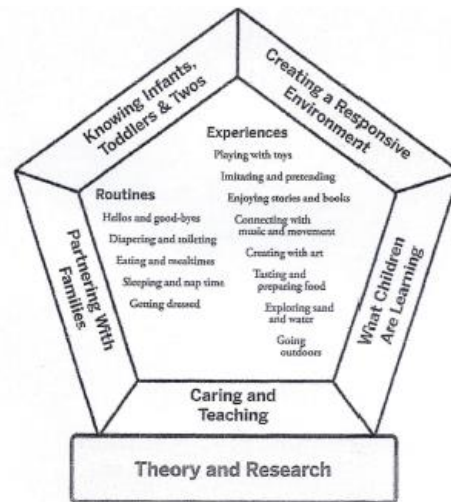 Knowing Infants,
Toddlers & Twos
Creating a Responsive
Environment
Experiences
Playing with toys
Imitating and pretending
Enjoying stories and books
Connecting with
music and movement
Creating with art
Tasting and
preparing food
Exploring sand
and water
Going
outdoors
Routines
Hellos and good-byes
Diapering and toileting
Eating and mealtimes
Sleeping and nap time
Getting dressed
Partnering With
Families
What Children
Are Learning
Caring and
Teaching
Theory and Research